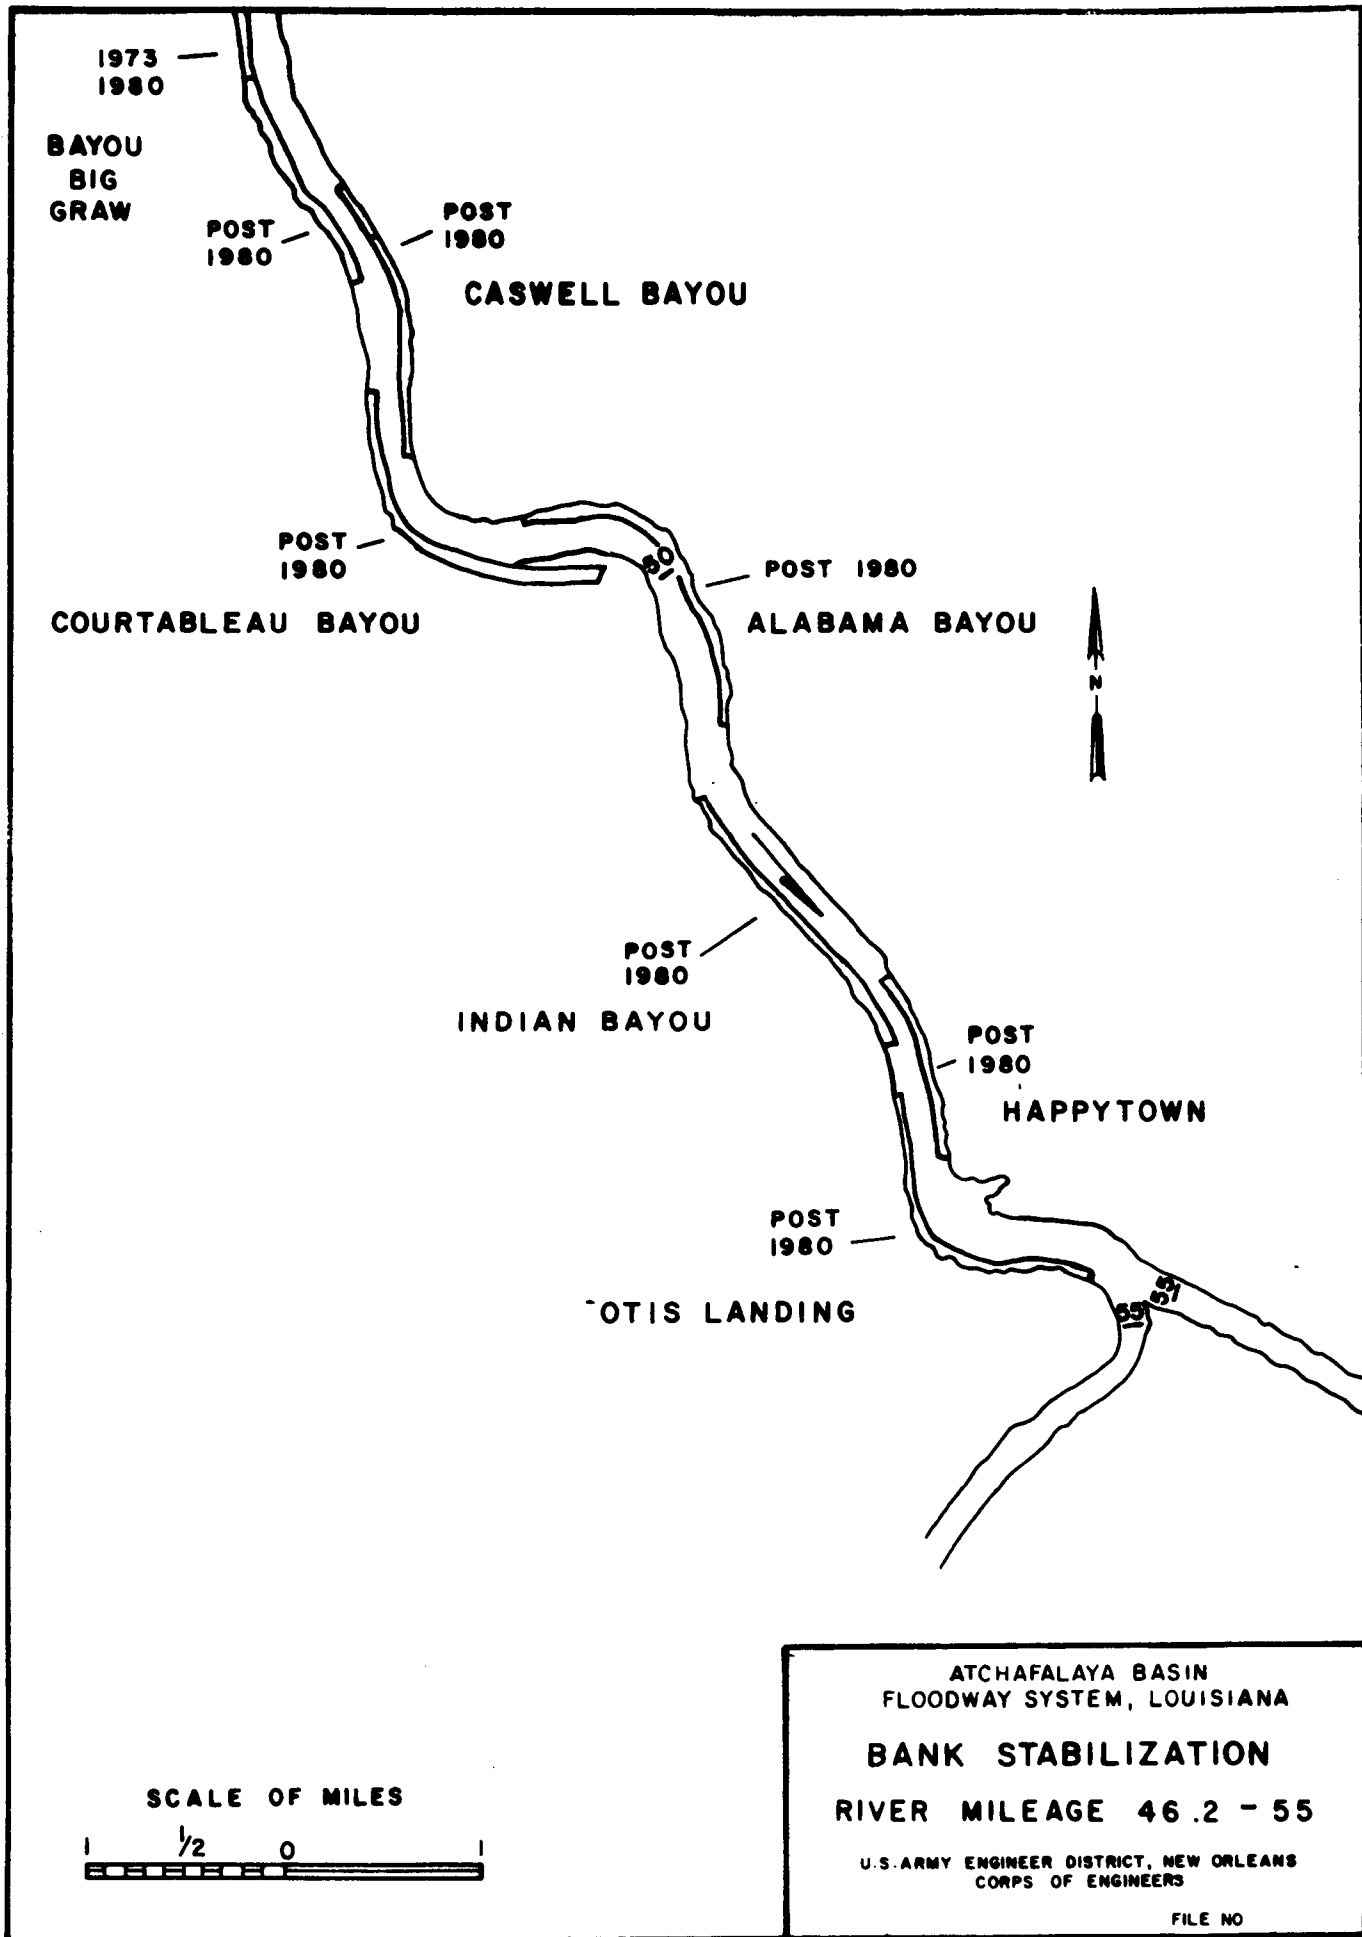 1973
1980
BAYOU
BIG
GRAW
POST
1980
POST
1980
CASWELL BAYOU
POST
1980
COURTABLEAU BAYOU
50
POST 1980
ALABAMA BAYOU
N
POST
1980
INDIAN BAYOU
POST
1980
HAPPYTOWN
POST
1980
OTIS LANDING
55
55
ATCHAFALAYA BASIN
FLOODWAY SYSTEM, LOUISIANA
BANK STABILIZATION
RIVER MILEAGE 46.2 - 55
U.S. ARMY ENGINEER DISTRICT, NEW ORLEANS
CORPS OF ENGINEERS
FILE NO
SCALE OF MILES
1 1/2 0 1